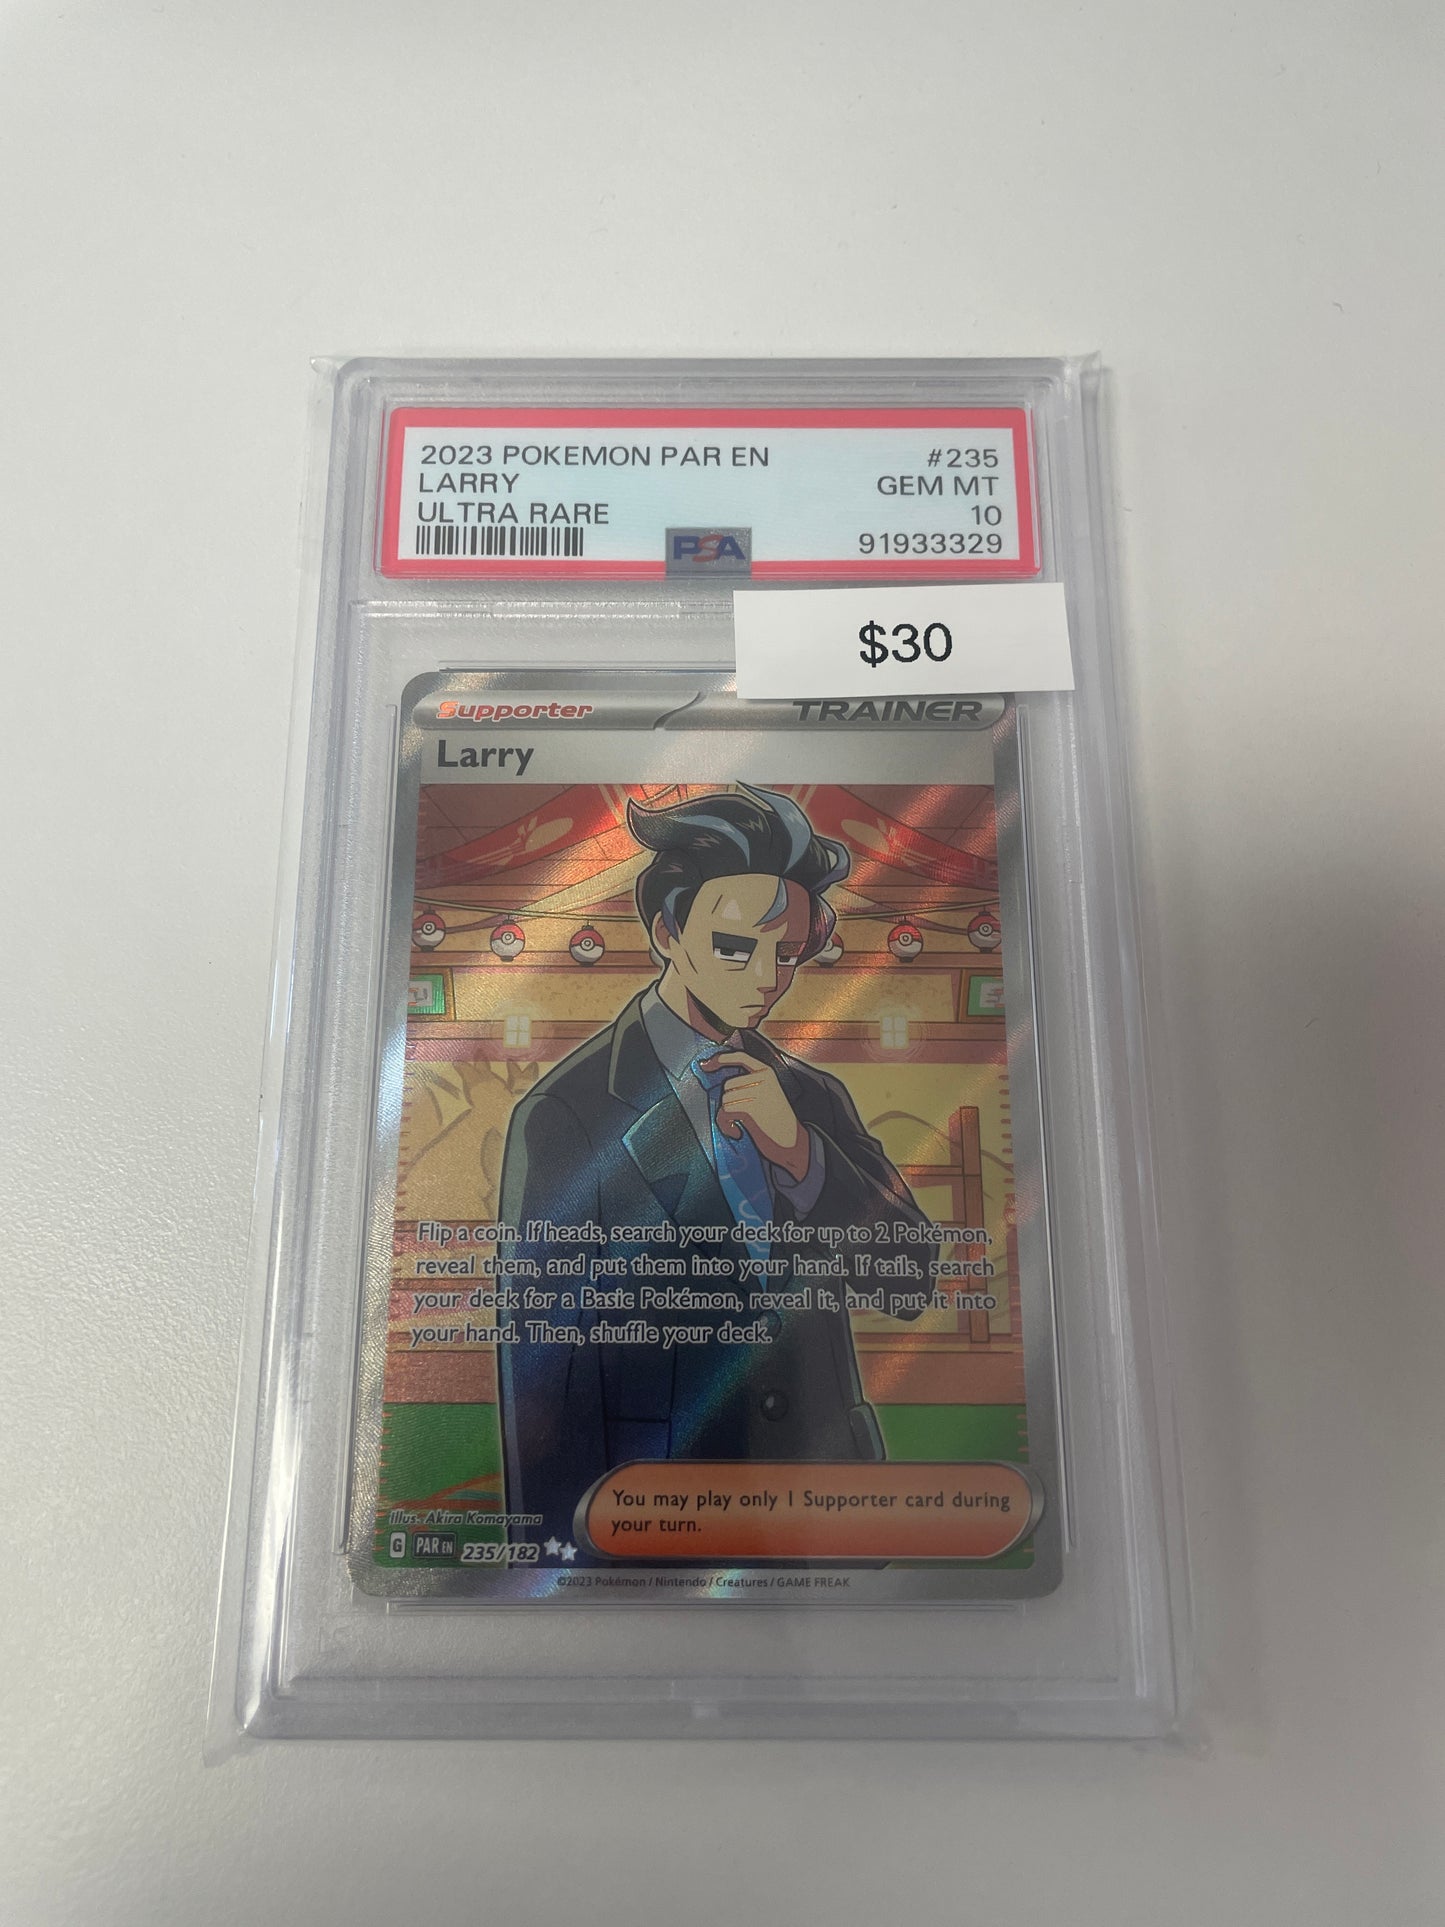 2023 POKEMON PAR EN #235
LARRY GEM MT
ULTRA RARE 10
PSA 91933329
$30
Supporter TRAINER
Larry
Flip a coin. If heads, search your deck for up to 2 Pokémon,
reveal them, and put them into your hand. If tails, search
your deck for a Basic Pokémon, reveal it, and put it into
your hand. Then, shuffle your deck.
You may play only 1 Supporter card during
your turn.
illus. Akira Komayama
G PAR EN 235/182
©2023 Pokémon / Nintendo / Creatures / GAME FREAK